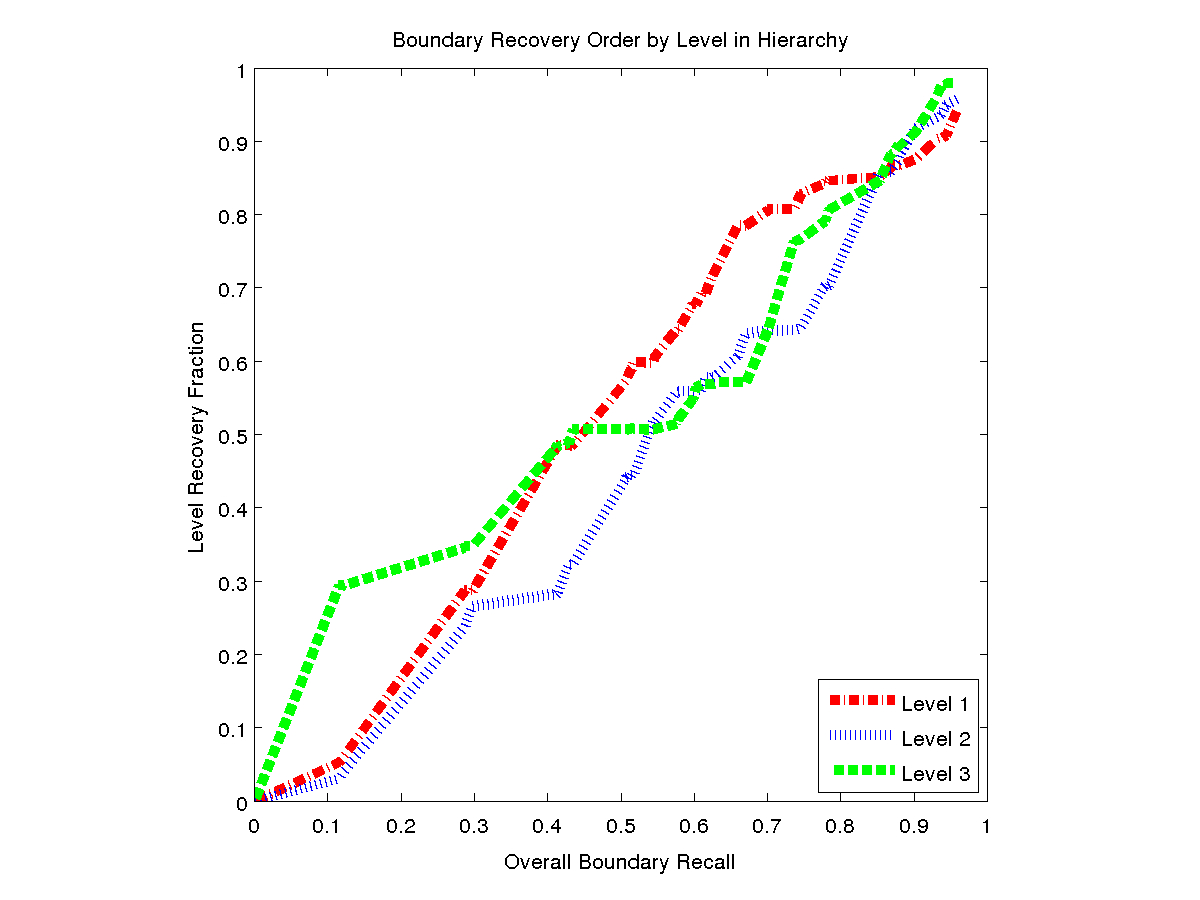 Boundary Recovery Order by Level in Hierarchy
1
0.9
0.8
0.7
0.6
0.5
0.4
0.3
0.2
0.1
0
Level Recovery Fraction
Level 1
Level 2
Level 3
0 0.1 0.2 0.3 0.4 0.5 0.6 0.7 0.8 0.9 1
Overall Boundary Recall